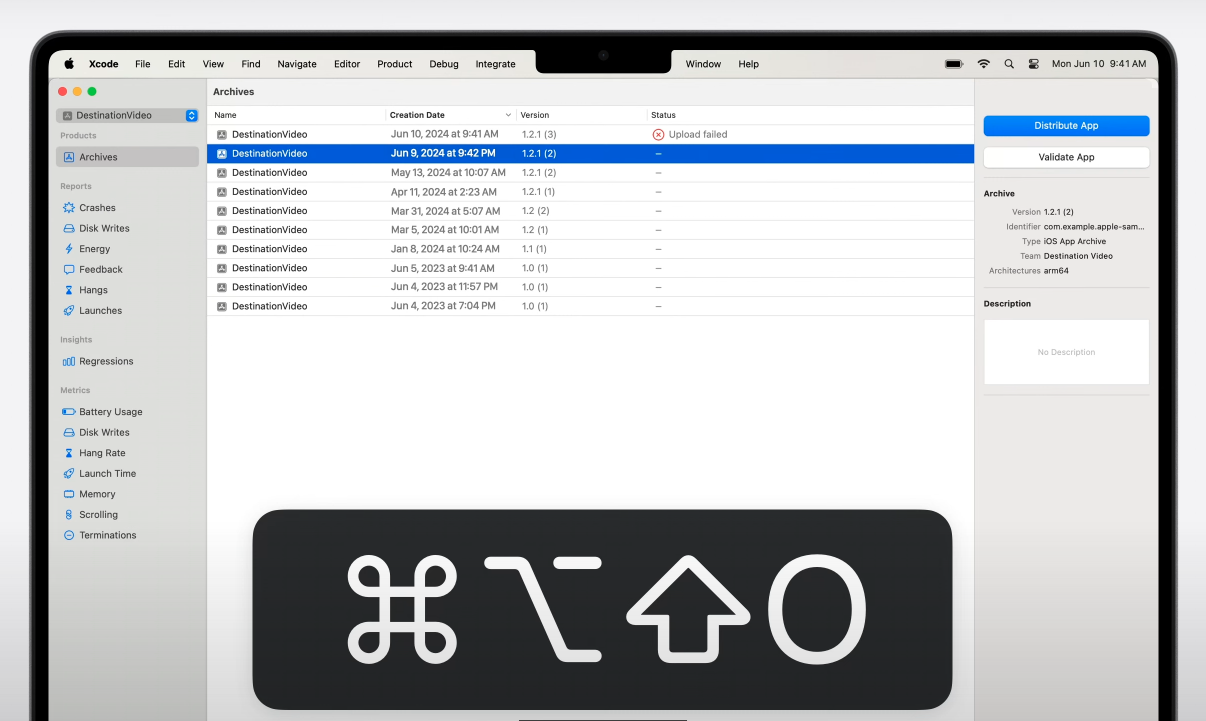 Xcode File Edit View Find Navigate Editor Product Debug Integrate Window Help Mon Jun 10 9:41 AM
DestinationVideo
Products
Archives
Reports
Crashes
Disk Writes
Energy
Feedback
Hangs
Launches
Insights
Regressions
Metrics
Battery Usage
Disk Writes
Hang Rate
Launch Time
Memory
Scrolling
Terminations
Archives
Name Creation Date Version Status
DestinationVideo Jun 10, 2024 at 9:41 AM 1.2.1 (3) Upload failed
DestinationVideo Jun 9, 2024 at 9:42 PM 1.2.1 (2) –
DestinationVideo May 13, 2024 at 10:07 AM 1.2.1 (2) –
DestinationVideo Apr 11, 2024 at 2:23 AM 1.2.1 (1) –
DestinationVideo Mar 31, 2024 at 5:07 AM 1.2 (2) –
DestinationVideo Mar 5, 2024 at 10:01 AM 1.2 (1) –
DestinationVideo Jan 8, 2024 at 10:24 AM 1.1 (1) –
DestinationVideo Jun 5, 2023 at 9:41 AM 1.0 (1) –
DestinationVideo Jun 4, 2023 at 11:57 PM 1.0 (1) –
DestinationVideo Jun 4, 2023 at 7:04 PM 1.0 (1) –
Distribute App
Validate App
Archive
Version 1.2.1 (2)
Identifier com.example.apple-sam...
Type iOS App Archive
Team Destination Video
Architectures arm64
Description
No Description
⌘⌥⇧O